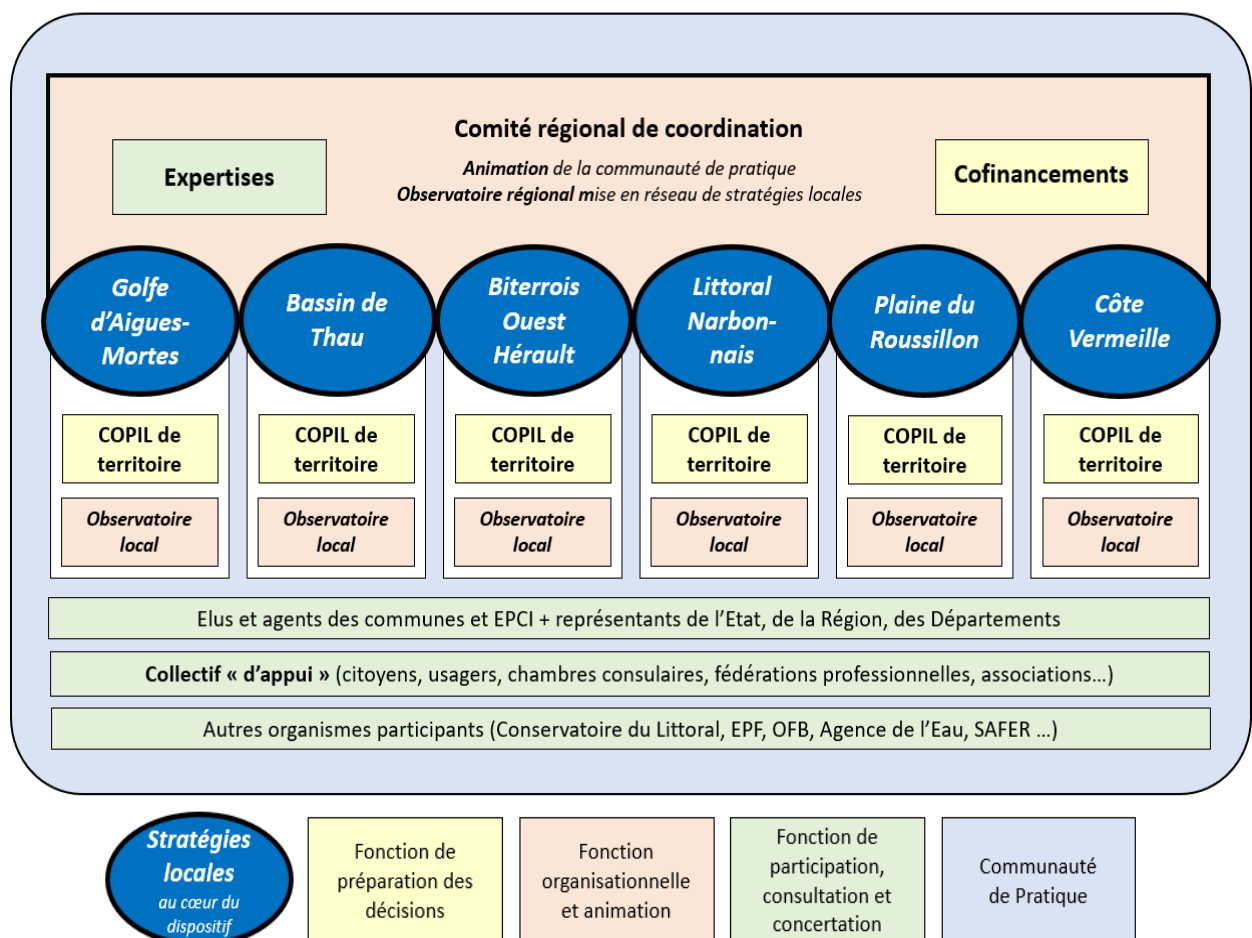 Comité régional de coordination
Animation de la communauté de pratique
Observatoire régional mise en réseau de stratégies locales
Expertises
Cofinancements
Golfe
d'Aigues-
Mortes
Bassin de
Thau
Biterrois
Ouest
Hérault
Littoral
Narbon-
nais
Plaine du
Roussillon
Côte
Vermeille
COPIL de
territoire
COPIL de
territoire
COPIL de
territoire
COPIL de
territoire
COPIL de
territoire
COPIL de
territoire
Observatoire
local
Observatoire
local
Observatoire
local
Observatoire
local
Observatoire
local
Observatoire
local
Elus et agents des communes et EPCI + représentants de l'Etat, de la Région, des Départements
Collectif « d'appui » (citoyens, usagers, chambres consulaires, fédérations professionnelles, associations…)
Autres organismes participants (Conservatoire du Littoral, EPF, OFB, Agence de l'Eau, SAFER …)
Stratégies
locales
au cœur du
dispositif
Fonction de
préparation des
décisions
Fonction
organisationnelle
et animation
Fonction de
participation,
consultation et
concertation
Communauté
de Pratique